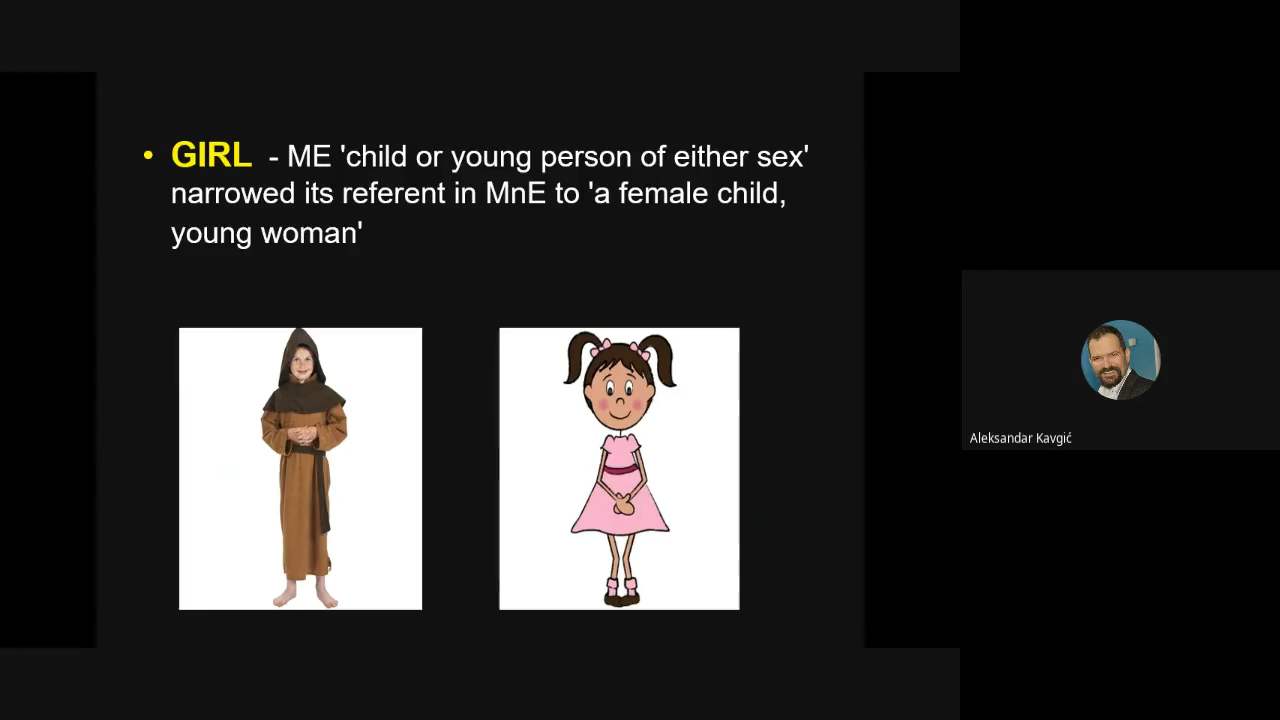 • GIRL - ME 'child or young person of either sex'
narrowed its referent in MnE to 'a female child,
young woman'
Aleksandar Kavgić